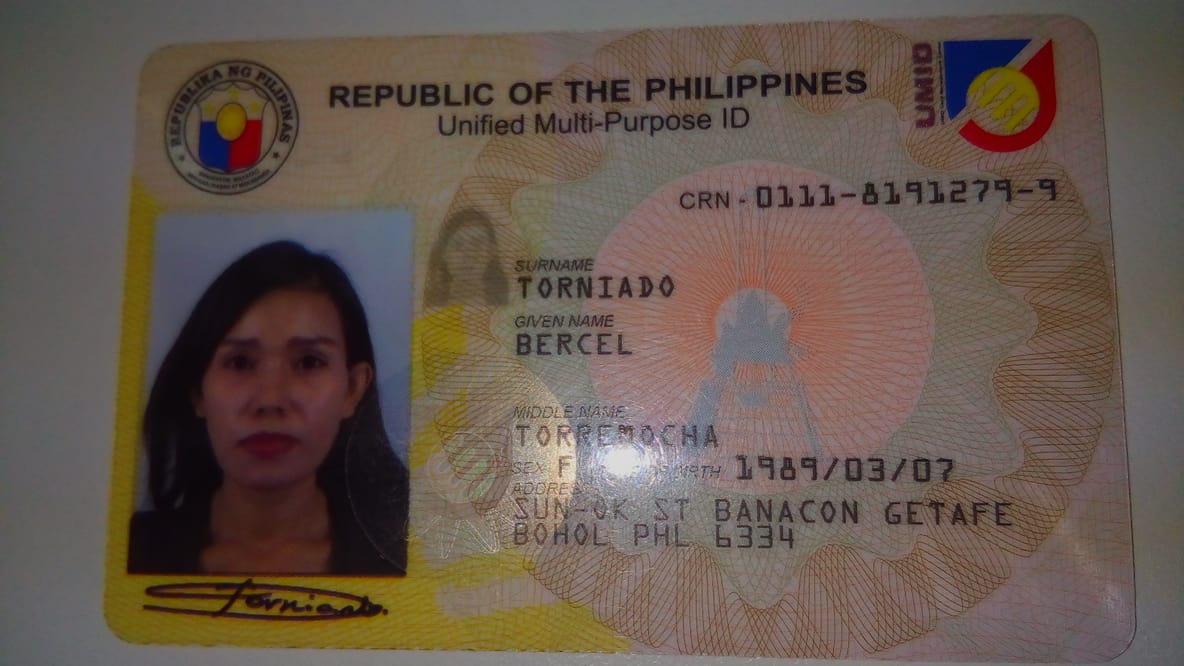 REPUBLIKA NG PILIPINAS
REPUBLIC OF THE PHILIPPINES
Unified Multi-Purpose ID
UMID
CRN - 0111-8191279-9
SURNAME
TORNIADO
GIVEN NAME
BERCEL
MIDDLE NAME
TORREMOCHA
SEX F 1989/03/07
ADDRESS
SUN-OK ST BANACON GETAFE
BOHOL PHL 6334
Torniado.